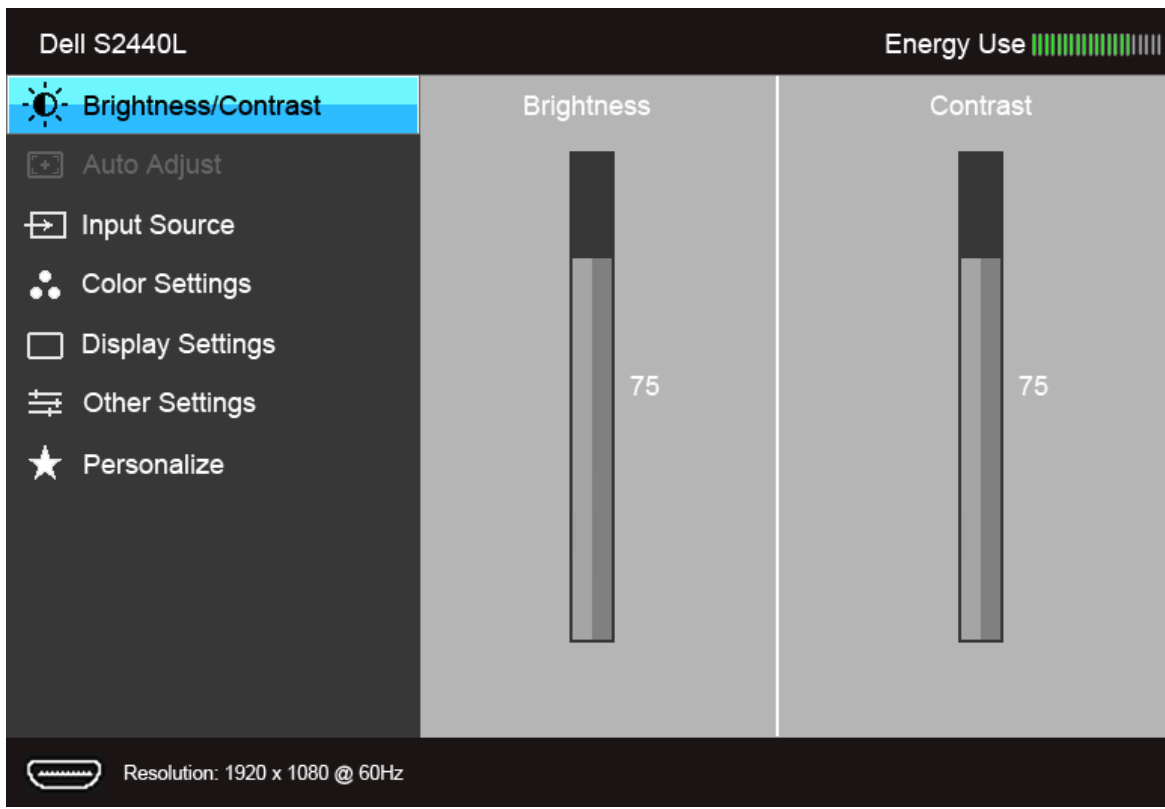 Dell S2440L
Energy Use
Brightness/Contrast
Auto Adjust
Input Source
Color Settings
Display Settings
Other Settings
Personalize
Brightness
75
Contrast
75
Resolution: 1920 x 1080 @ 60Hz